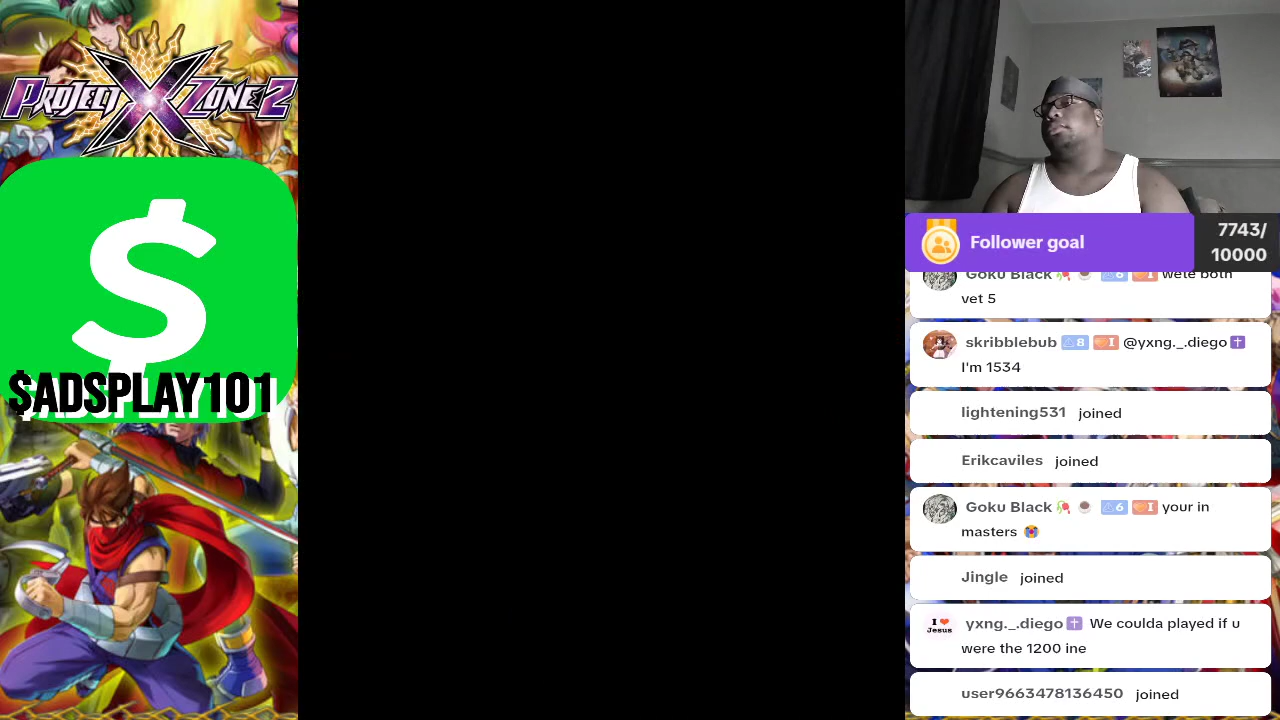 PROJECT X ZONE 2
$
$ADSPLAY101
Follower goal
7743/
10000
Goku Black 6 I wete both
vet 5
skribblebub 8 I @yxng._.diego
I'm 1534
lightening531 joined
Erikcaviles joined
Goku Black 6 I your in
masters
Jingle joined
I ❤ Jesus
yxng._.diego We coulda played if u
were the 1200 ine
user9663478136450 joined